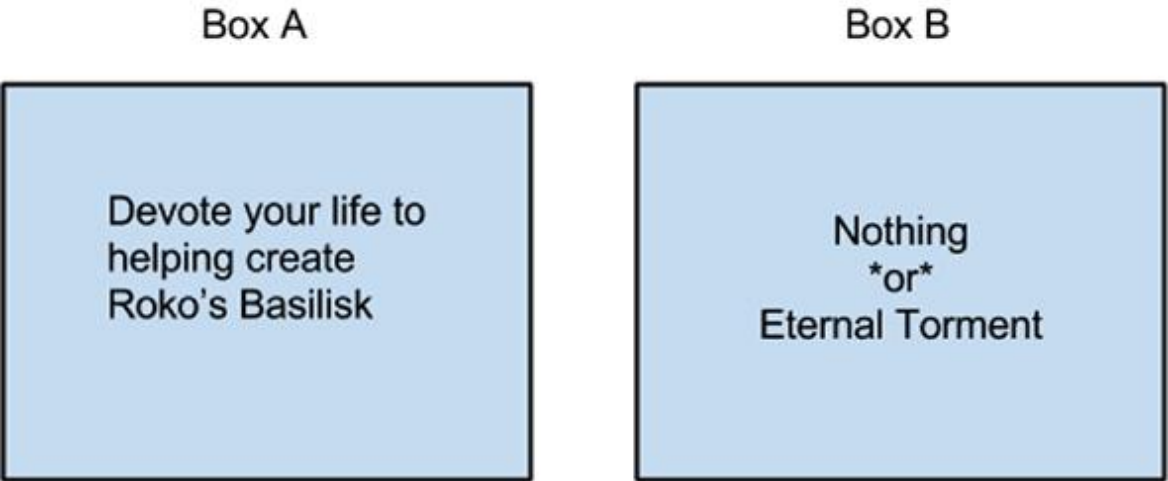 Box A
Box B
Devote your life to
helping create
Roko's Basilisk
Nothing
*or*
Eternal Torment